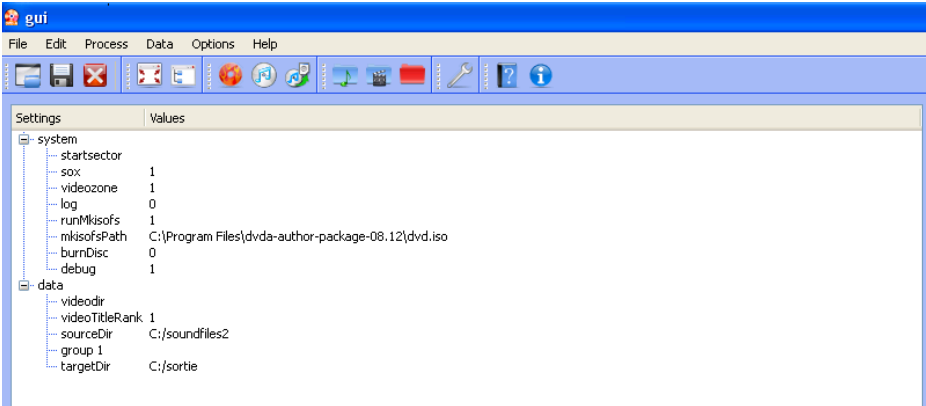 gui
File Edit Process Data Options Help
Settings Values
system
startsector
sox 1
videozone 1
log 0
runMkisofs 1
mkisofsPath C:\Program Files\dvda-author-package-08.12\dvd.iso
burnDisc 0
debug 1
data
videodir
videoTitleRank 1
sourceDir C:/soundfiles2
group 1
targetDir C:/sortie